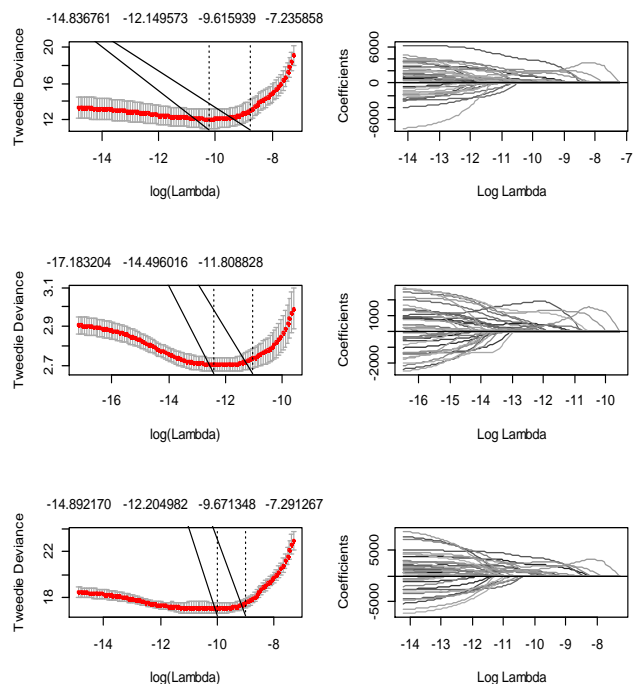 -14.836761 -12.149573 -9.615939 -7.235858
Tweedie Deviance
12 14 16 18 20
-14 -12 -10 -8
log(Lambda)
Coefficients
-6000 0 6000
-14 -13 -12 -11 -10 -9 -8 -7
Log Lambda
-17.183204 -14.496016 -11.808828
Tweedie Deviance
2.7 2.9 3.1
-16 -14 -12 -10
log(Lambda)
Coefficients
-2000 1000
-16 -15 -14 -13 -12 -11 -10
Log Lambda
-14.892170 -12.204982 -9.671348 -7.291267
Tweedie Deviance
18 22
-14 -12 -10 -8
log(Lambda)
Coefficients
-5000 5000
-14 -13 -12 -11 -10 -9 -8
Log Lambda